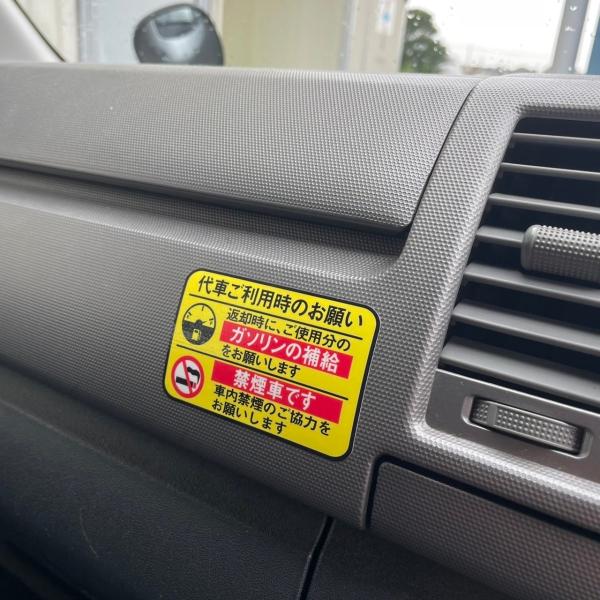 代車ご利用時のお願い
返却時に、ご使用分の
ガソリンの補給
をお願いします
禁煙車です
車内禁煙のご協力を
お願いします